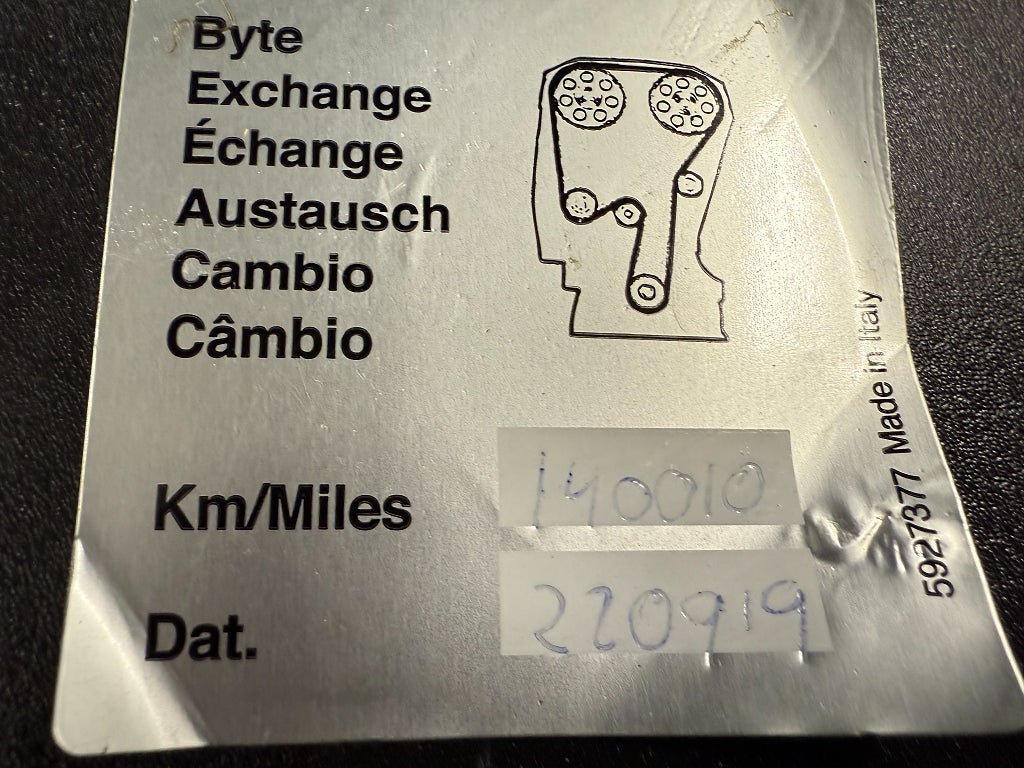 Byte
Exchange
Échange
Austausch
Cambio
Câmbio
Km/Miles 140010
Dat. 220919
5927377 Made in Italy